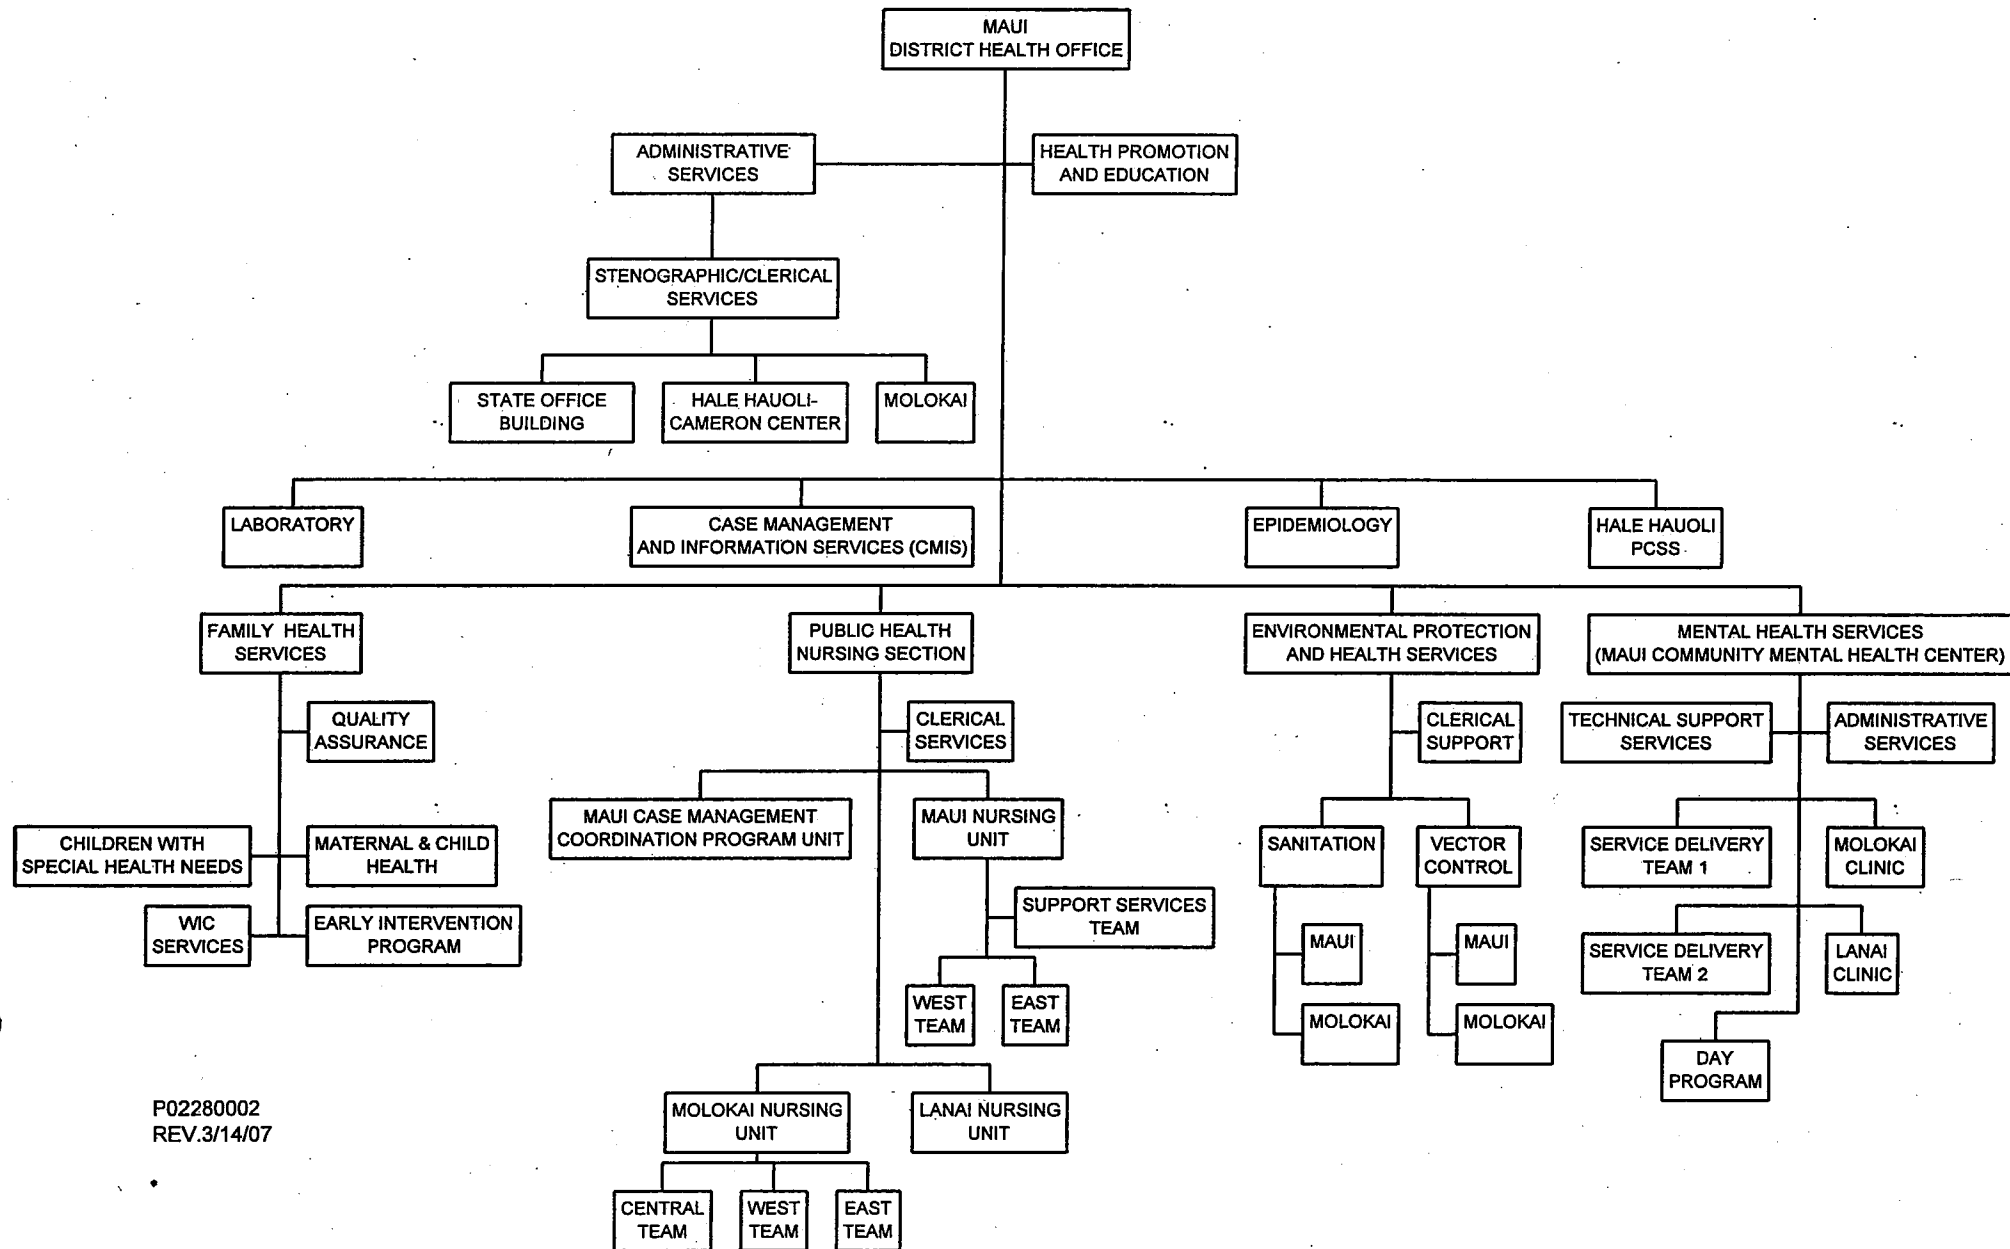 MAUI
DISTRICT HEALTH OFFICE
ADMINISTRATIVE
SERVICES
HEALTH PROMOTION
AND EDUCATION
STENOGRAPHIC/CLERICAL
SERVICES
STATE OFFICE
BUILDING
HALE HAUOLI-
CAMERON CENTER
MOLOKAI
LABORATORY
CASE MANAGEMENT
AND INFORMATION SERVICES (CMIS)
EPIDEMIOLOGY
HALE HAUOLI
PCSS
FAMILY HEALTH
SERVICES
PUBLIC HEALTH
NURSING SECTION
ENVIRONMENTAL PROTECTION
AND HEALTH SERVICES
MENTAL HEALTH SERVICES
(MAUI COMMUNITY MENTAL HEALTH CENTER)
QUALITY
ASSURANCE
CLERICAL
SERVICES
CLERICAL
SUPPORT
TECHNICAL SUPPORT
SERVICES
ADMINISTRATIVE
SERVICES
CHILDREN WITH
SPECIAL HEALTH NEEDS
MATERNAL & CHILD
HEALTH
MAUI CASE MANAGEMENT
COORDINATION PROGRAM UNIT
MAUI NURSING
UNIT
SANITATION
VECTOR
CONTROL
SERVICE DELIVERY
TEAM 1
MOLOKAI
CLINIC
WIC
SERVICES
EARLY INTERVENTION
PROGRAM
SUPPORT SERVICES
TEAM
MAUI
MAUI
SERVICE DELIVERY
TEAM 2
LANAI
CLINIC
WEST
TEAM
EAST
TEAM
MOLOKAI
MOLOKAI
DAY
PROGRAM
MOLOKAI NURSING
UNIT
LANAI NURSING
UNIT
CENTRAL
TEAM
WEST
TEAM
EAST
TEAM
P02280002
REV.3/14/07